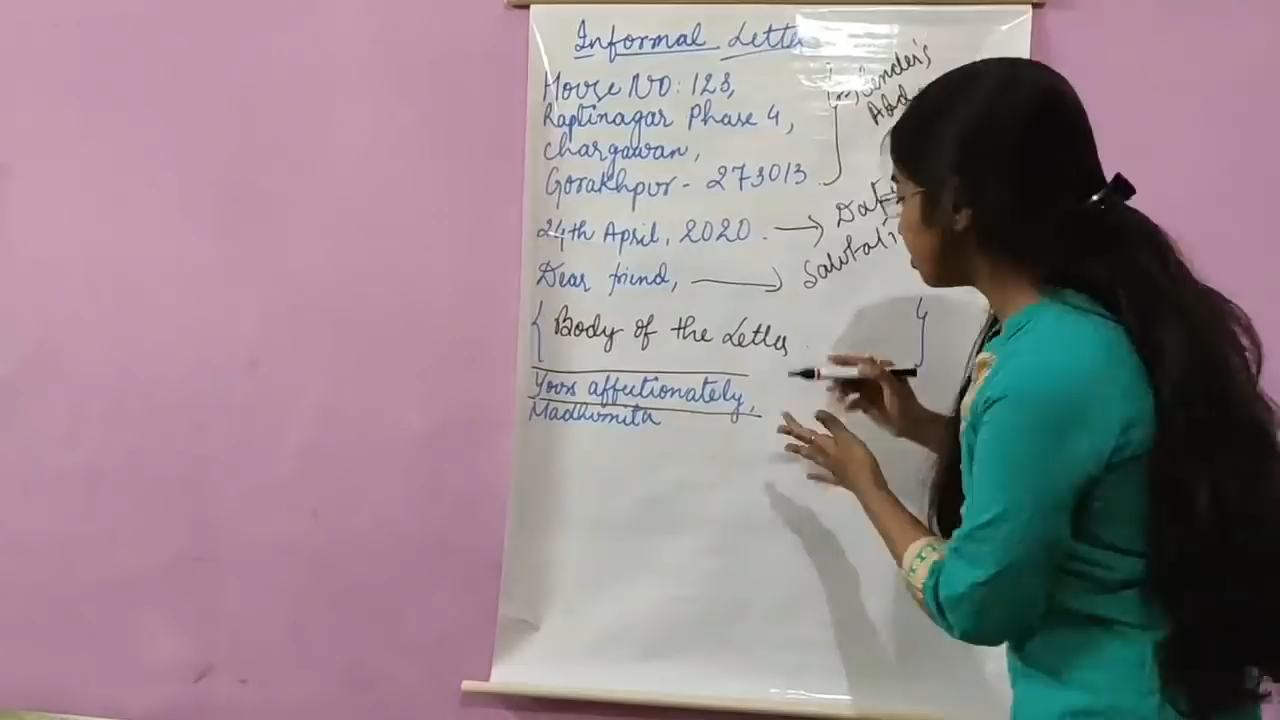 Informal Letter
House No: 123,
Raptinagar Phase 4,
Chargawan,
Gorakhpur - 273013
Sender's
24th April, 2020.
Dear friend,
{ Body of the Letter }
Yours affectionately,
Madhumita